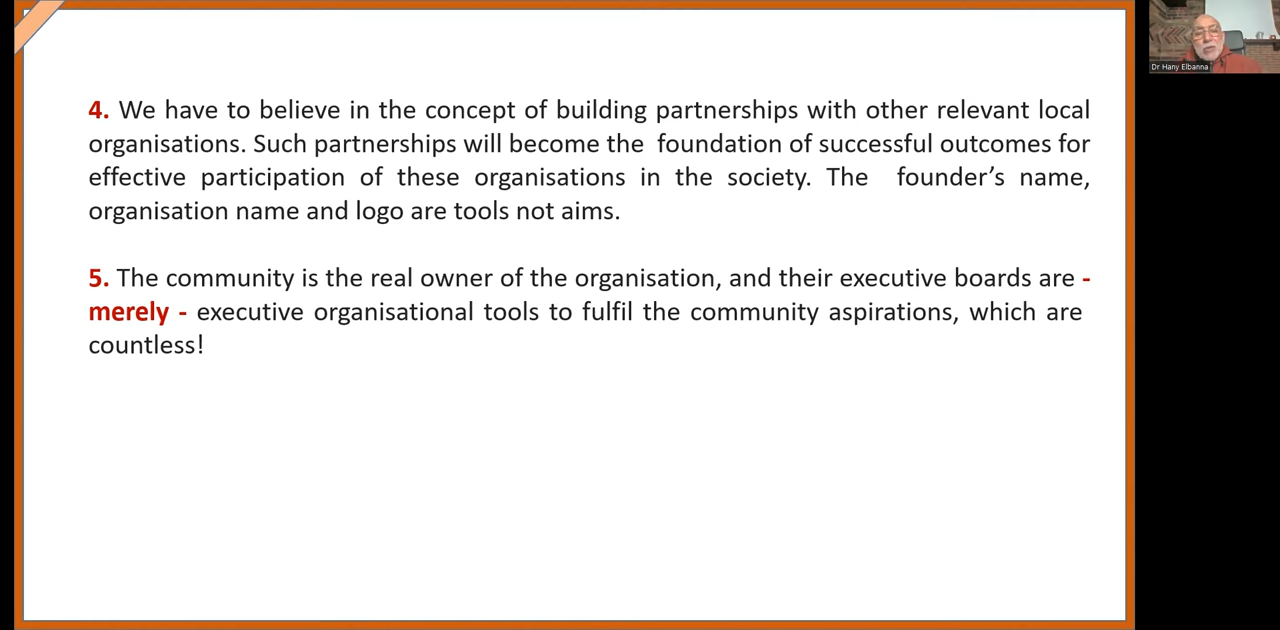 4. We have to believe in the concept of building partnerships with other relevant local
organisations. Such partnerships will become the foundation of successful outcomes for
effective participation of these organisations in the society. The founder’s name,
organisation name and logo are tools not aims.
5. The community is the real owner of the organisation, and their executive boards are -
merely - executive organisational tools to fulfil the community aspirations, which are
countless!
Dr Hany Elbanna